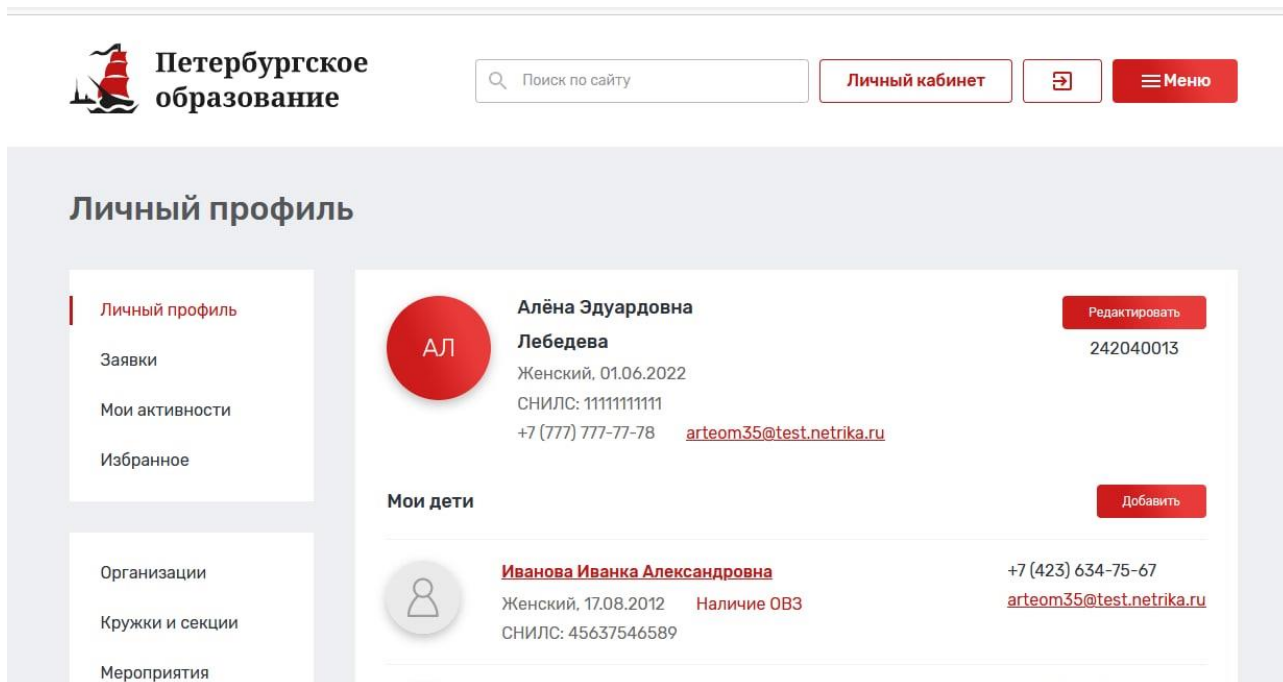 Петербургское
образование
Поиск по сайту
Личный кабинет
Меню
Личный профиль
Личный профиль
Заявки
Мои активности
Избранное
Организации
Кружки и секции
Мероприятия
АЛ
Алёна Эдуардовна
Лебедева
Женский, 01.06.2022
СНИЛС: 11111111111
+7 (777) 777-77-78 arteom35@test.netrika.ru
Редактировать
242040013
Мои дети
Добавить
Иванова Иванка Александровна
Женский, 17.08.2012 Наличие ОВЗ
СНИЛС: 45637546589
+7 (423) 634-75-67
arteom35@test.netrika.ru